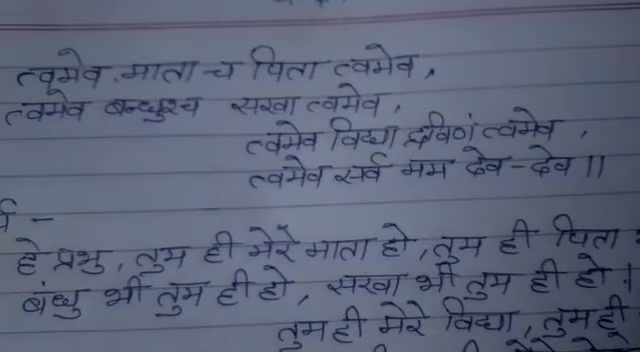 त्वमेव माता च पिता त्वमेव,
त्वमेव बन्धुश्च सखा त्वमेव,
त्वमेव विद्या द्रविणं त्वमेव,
त्वमेव सर्व मम देव-देव॥
हे प्रभु, तुम ही मेरे माता हो, तुम ही पिता
बंधु भी तुम ही हो, सखा भी तुम ही हो।
तुम ही मेरे विद्या, तुम ही